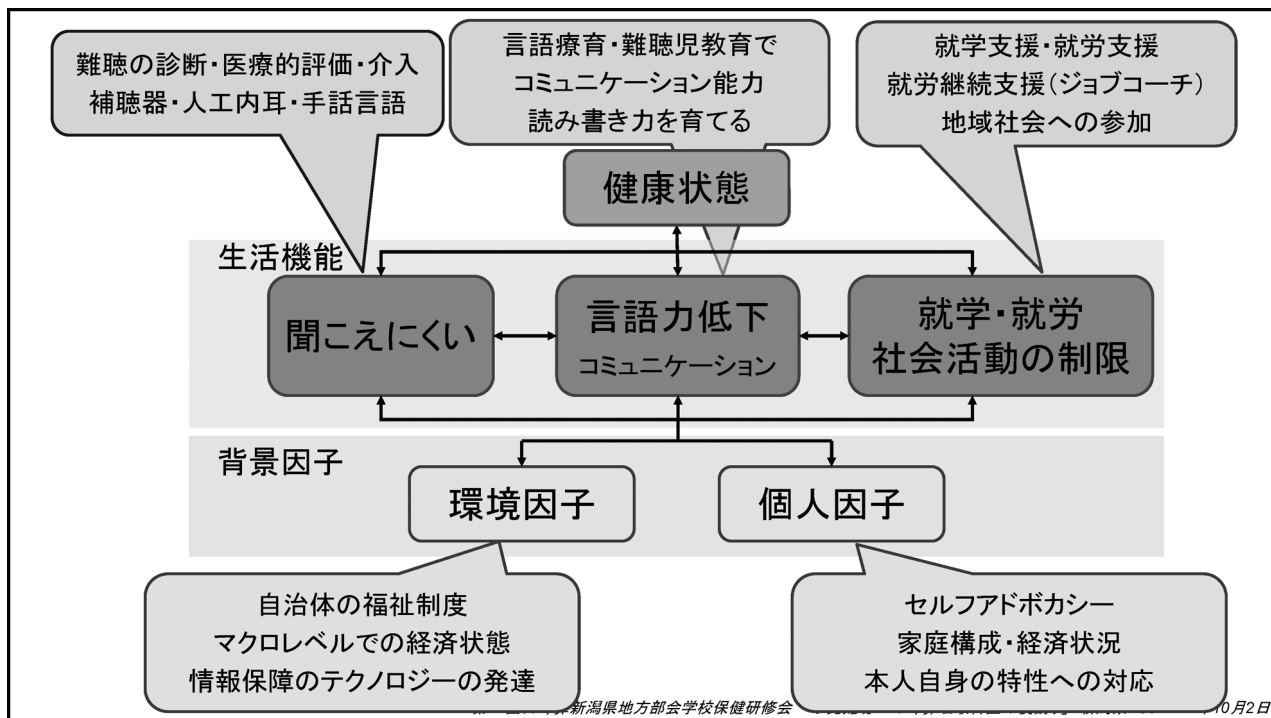 難聴の診断・医療的評価・介入
補聴器・人工内耳・手話言語
言語療育・難聴児教育で
コミュニケーション能力
読み書き力を育てる
就学支援・就労支援
就労継続支援(ジョブコーチ)
地域社会への参加
健康状態
生活機能
聞こえにくい
言語力低下
コミュニケーション
就学・就労
社会活動の制限
背景因子
環境因子
個人因子
自治体の福祉制度
マクロレベルでの経済状態
情報保障のテクノロジーの発達
セルフアドボカシー
家庭構成・経済状況
本人自身の特性への対応
新潟県地方部会学校保健研修会 10月2日